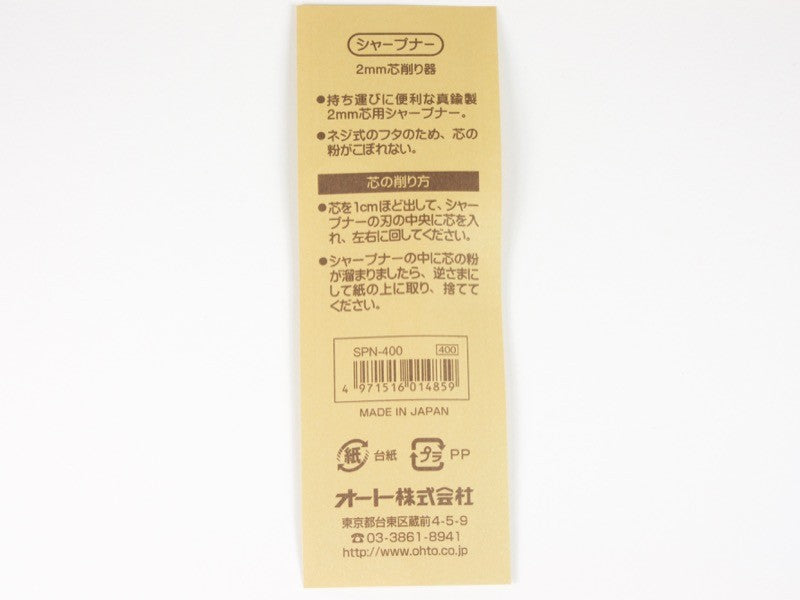 シャープナー
2mm芯削り器
●持ち運びに便利な真鍮製
2mm芯用シャープナー。
●ネジ式のフタのため、芯の
粉がこぼれない。
芯の削り方
●芯を1cmほど出して、シャー
プナーの刃の中央に芯を入
れ、左右に回してください。
●シャープナーの中に芯の粉
が溜まりましたら、逆さまに
して紙の上に取り、捨てて
ください。
SPN-400 400
4 971516 014859
MADE IN JAPAN
紙 台紙 プラ PP
オート株式会社
東京都台東区蔵前4-5-9
☎03-3861-8941
http://www.ohto.co.jp